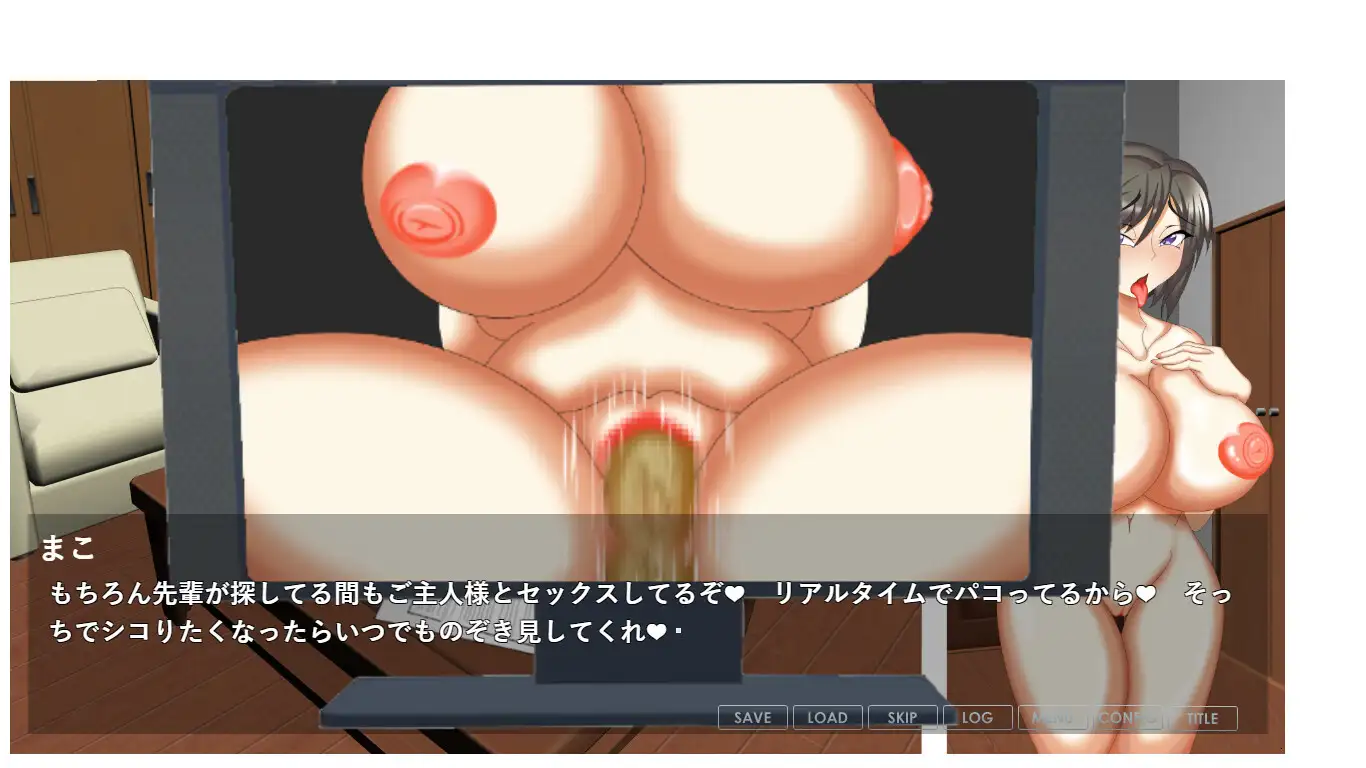 まこ
もちろん先輩が探してる間もご主人様とセックスしてるぞ♥　リアルタイムでパコってるから♥　そっ
ちでシコりたくなったらいつでものぞき見してくれ♥
SAVE LOAD SKIP LOG MENU CONFIG TITLE